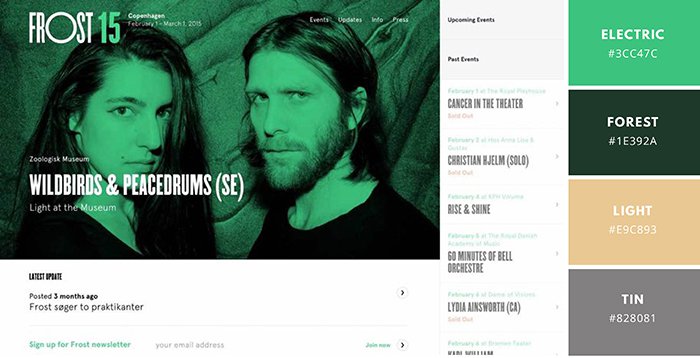 FROST 15
Copenhagen
February 1 – March 1, 2015
Events
Updates
Info
Press
Zoologisk Museum
WILDBIRDS & PEACEDRUMS (SE)
Light at the Museum
LATEST UPDATE
Posted 3 months ago
Frost søger to praktikanter
Sign up for Frost newsletter
your email address
Join now
Upcoming Events
Past Events
February 1 at The Royal Playhouse
CANCER IN THE THEATER
Sold Out
February 2 at Hos Anna Lise &
Gustav
CHRISTIAN HJELM (SOLO)
Sold Out
February 4 at KPH Volume
RISE & SHINE
February 5 at The Royal Danish
Academy of Music
60 MINUTES OF BELL
ORCHESTRE
February 6 at Dome of Visions
LYDIA AINSWORTH (CA)
Sold Out
February 6 at Bremen Teater
KARL WILLIAM
ELECTRIC
#3CC47C
FOREST
#1E392A
LIGHT
#E9C893
TIN
#828081